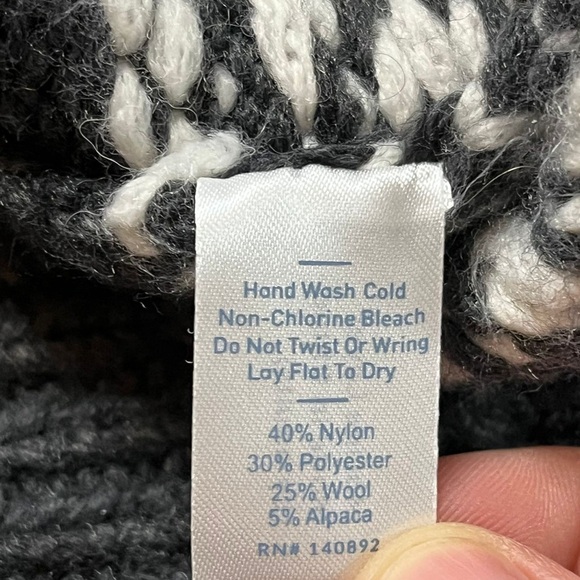 Hand Wash Cold
Non-Chlorine Bleach
Do Not Twist Or Wring
Lay Flat To Dry
40% Nylon
30% Polyester
25% Wool
5% Alpaca
RN# 140892